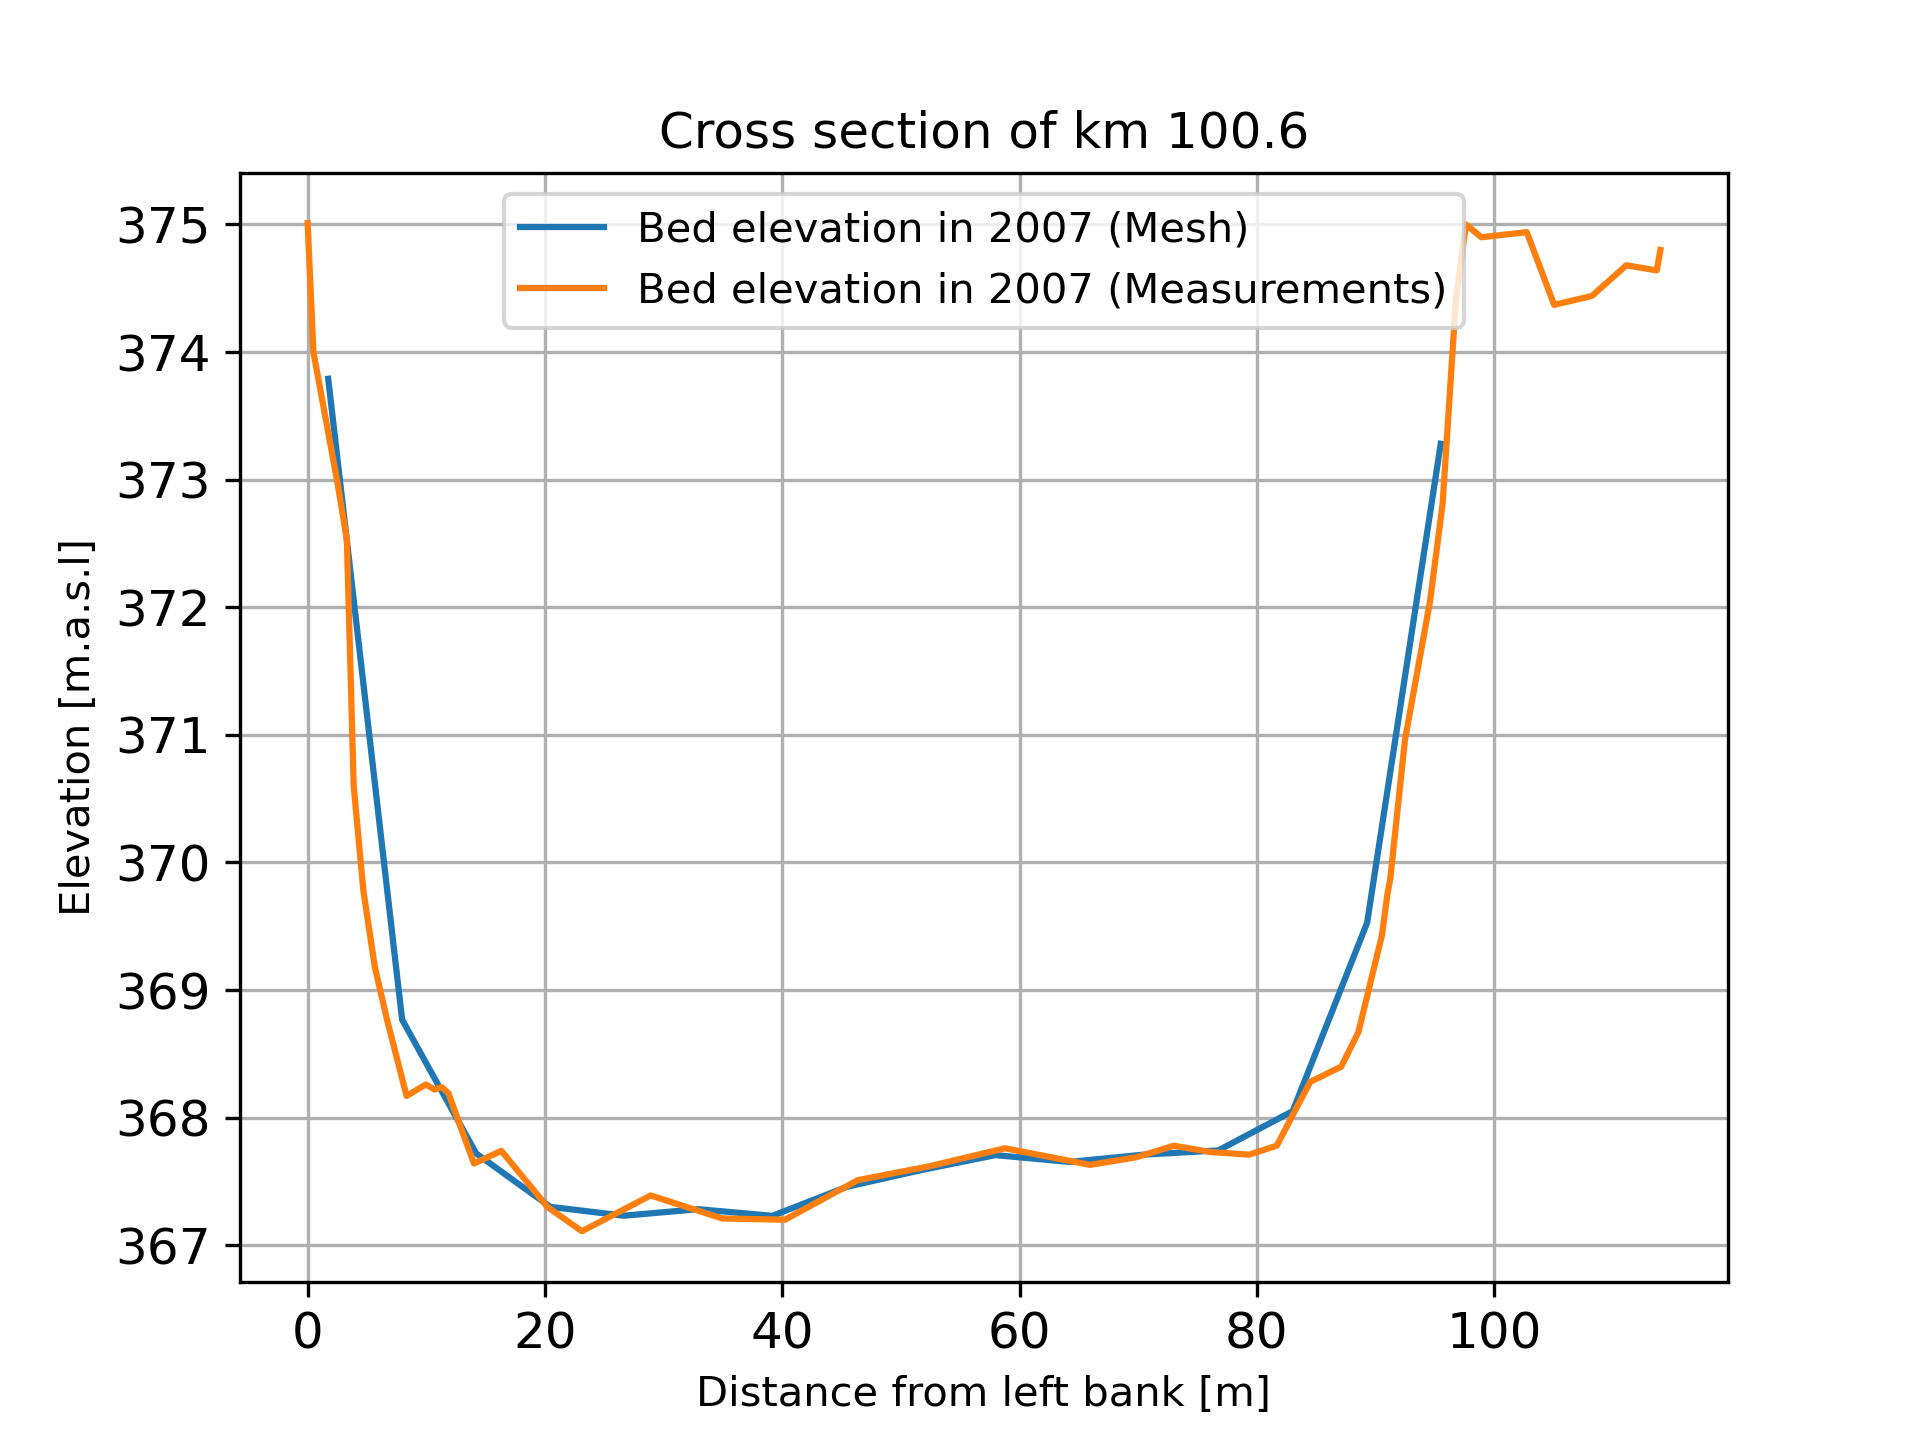 Cross section of km 100.6
Bed elevation in 2007 (Mesh)
Bed elevation in 2007 (Measurements)
375
374
373
372
371
370
369
368
367
Elevation [m.a.s.l]
0 20 40 60 80 100
Distance from left bank [m]